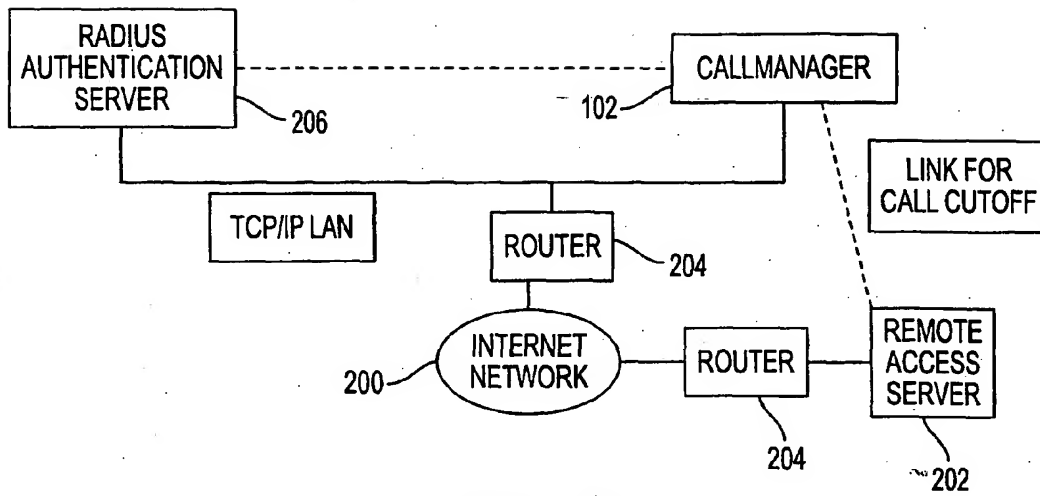 RADIUS
AUTHENTICATION
SERVER
206
CALLMANAGER
102
LINK FOR
CALL CUTOFF
TCP/IP LAN
ROUTER
204
INTERNET
NETWORK
200
ROUTER
204
REMOTE
ACCESS
SERVER
202